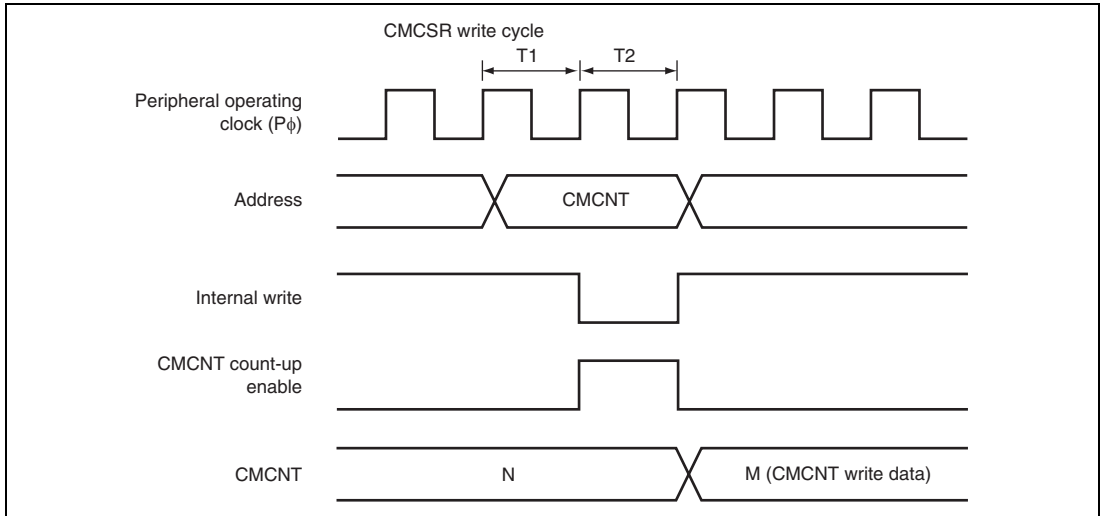 CMCSR write cycle
T1 T2
Peripheral operating
clock (Pϕ)
Address CMCNT
Internal write
CMCNT count-up
enable
CMCNT N M (CMCNT write data)